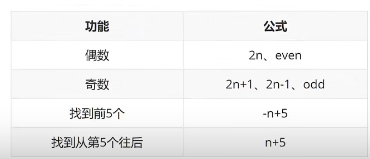 功能 公式
偶数 2n、even
奇数 2n+1、2n-1、odd
找到前5个 -n+5
找到从第5个往后 n+5